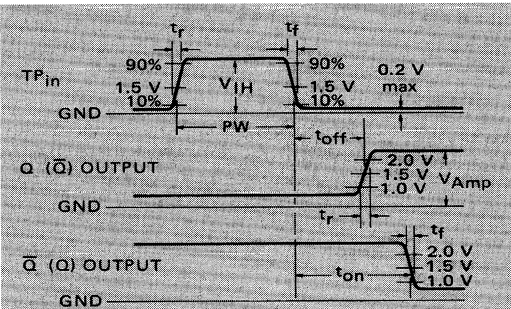 tr
tf
90%
90%
0.2 V
max
TPin
1.5 V
VIH
1.5 V
10%
10%
GND
PW
toff
2.0 V
Q (Q̅) OUTPUT
1.5 V
VAmp
1.0 V
GND
tr
tf
2.0 V
Q̅ (Q) OUTPUT
1.5 V
ton
1.0 V
GND